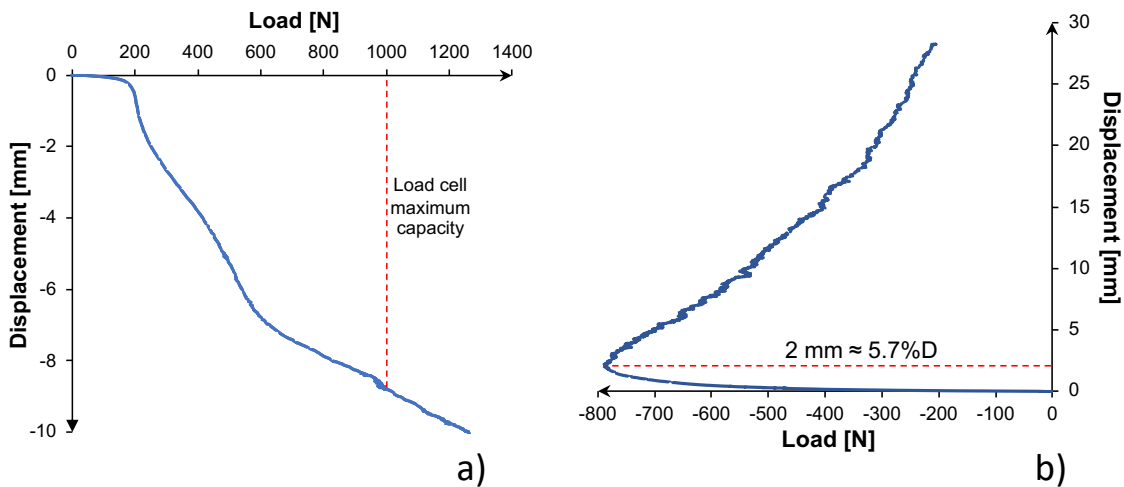 Load [N]
0 200 400 600 800 1000 1200 1400
0
-2
-4
-6
-8
-10
Displacement [mm]
Load cell
maximum
capacity
a)
30
25
20
15
10
5
0
Displacement [mm]
2 mm ≈ 5.7%D
-800 -700 -600 -500 -400 -300 -200 -100 0
Load [N]
b)